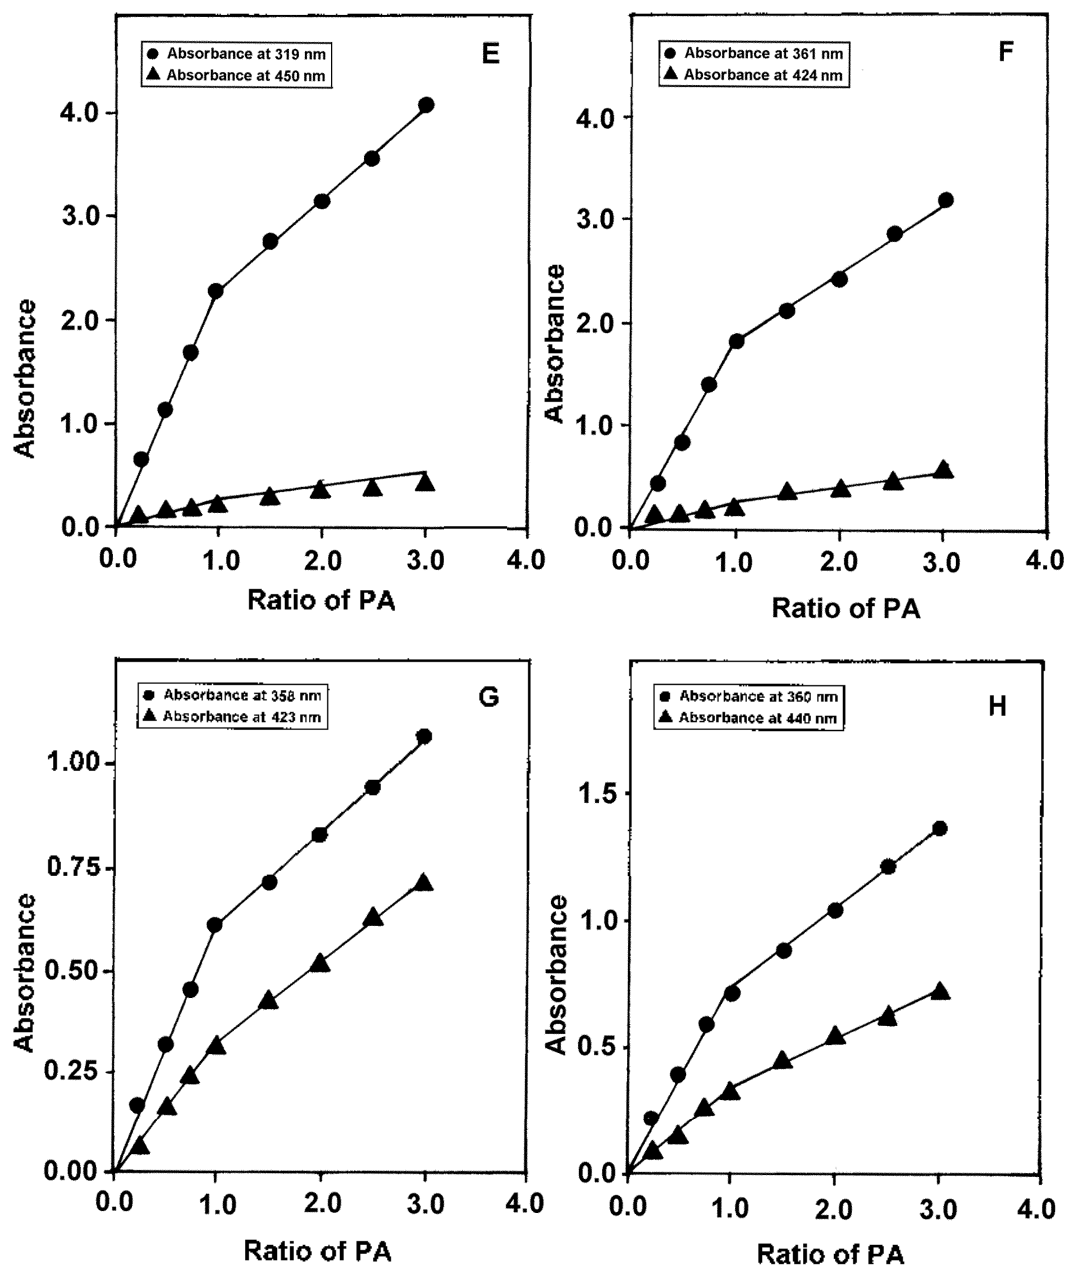 E
Absorbance at 319 nm
Absorbance at 450 nm
4.0
3.0
2.0
1.0
0.0
Absorbance
0.0 1.0 2.0 3.0 4.0
Ratio of PA
F
Absorbance at 361 nm
Absorbance at 424 nm
4.0
3.0
2.0
1.0
0.0
Absorbance
0.0 1.0 2.0 3.0 4.0
Ratio of PA
G
Absorbance at 358 nm
Absorbance at 423 nm
1.00
0.75
0.50
0.25
0.00
Absorbance
0.0 1.0 2.0 3.0 4.0
Ratio of PA
H
Absorbance at 360 nm
Absorbance at 440 nm
1.5
1.0
0.5
0.0
Absorbance
0.0 1.0 2.0 3.0 4.0
Ratio of PA